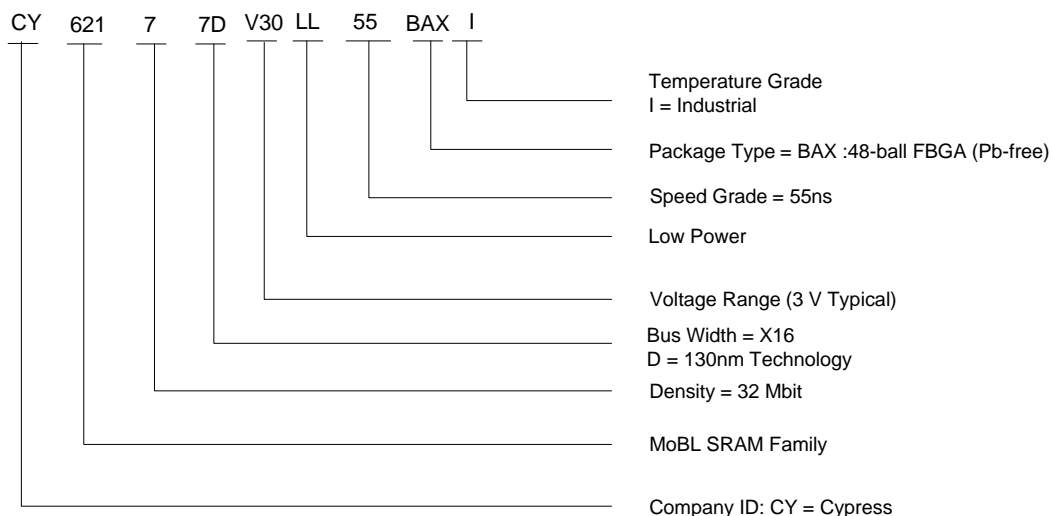 CY 621 7 7D V30 LL 55 BAX I
Temperature Grade
I = Industrial
Package Type = BAX :48-ball FBGA (Pb-free)
Speed Grade = 55ns
Low Power
Voltage Range (3 V Typical)
Bus Width = X16
D = 130nm Technology
Density = 32 Mbit
MoBL SRAM Family
Company ID: CY = Cypress